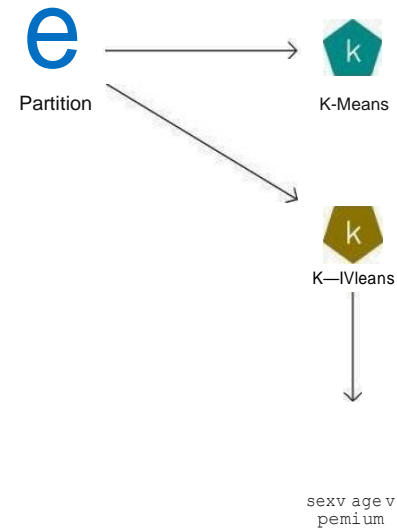 e
k
Partition
K-Means
k
K—IVleans
sexv age v
pemium